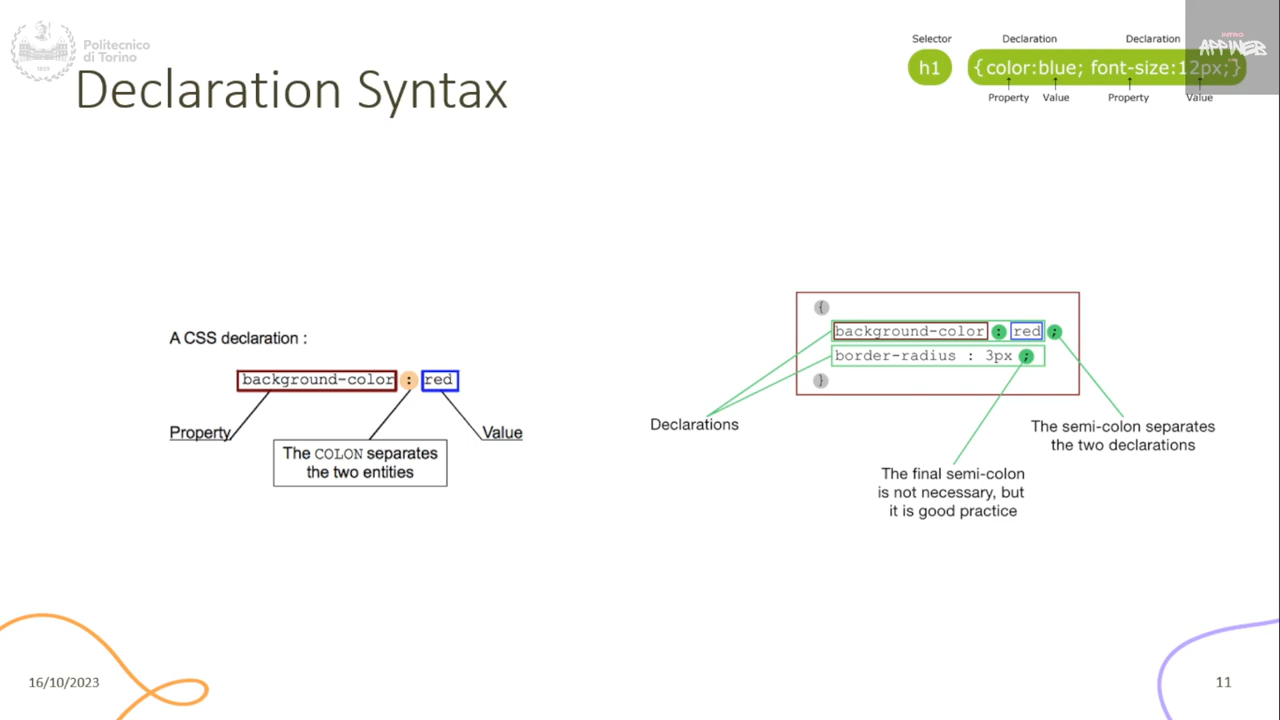 Politecnico
di Torino
1859
Declaration Syntax
Selector Declaration Declaration
h1 {color:blue; font-size:12px;}
Property Value Property Value
INTRO
APPIWEB
A CSS declaration :
background-color : red
Property
Value
The COLON separates
the two entities
{
background-color : red ;
border-radius : 3px ;
}
Declarations
The semi-colon separates
the two declarations
The final semi-colon
is not necessary, but
it is good practice
16/10/2023
11